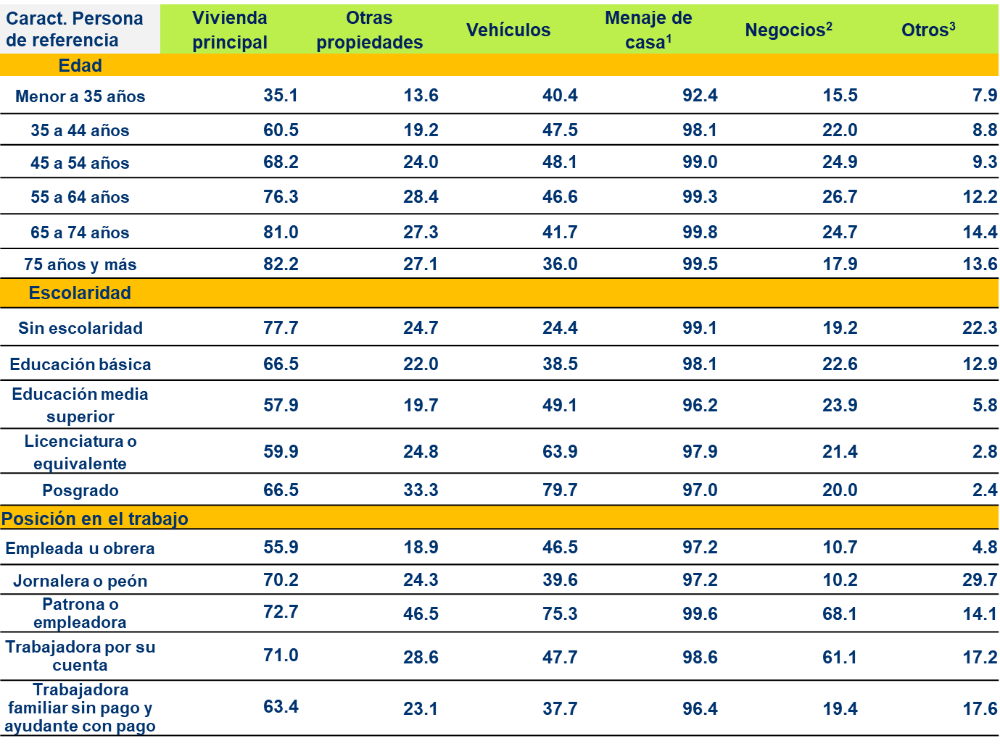 Caract. Persona de referencia Vivienda principal Otras propiedades Vehículos Menaje de casa¹ Negocios² Otros³
Edad
Menor a 35 años 35.1 13.6 40.4 92.4 15.5 7.9
35 a 44 años 60.5 19.2 47.5 98.1 22.0 8.8
45 a 54 años 68.2 24.0 48.1 99.0 24.9 9.3
55 a 64 años 76.3 28.4 46.6 99.3 26.7 12.2
65 a 74 años 81.0 27.3 41.7 99.8 24.7 14.4
75 años y más 82.2 27.1 36.0 99.5 17.9 13.6
Escolaridad
Sin escolaridad 77.7 24.7 24.4 99.1 19.2 22.3
Educación básica 66.5 22.0 38.5 98.1 22.6 12.9
Educación media superior 57.9 19.7 49.1 96.2 23.9 5.8
Licenciatura o equivalente 59.9 24.8 63.9 97.9 21.4 2.8
Posgrado 66.5 33.3 79.7 97.0 20.0 2.4
Posición en el trabajo
Empleada u obrera 55.9 18.9 46.5 97.2 10.7 4.8
Jornalera o peón 70.2 24.3 39.6 97.2 10.2 29.7
Patrona o empleadora 72.7 46.5 75.3 99.6 68.1 14.1
Trabajadora por su cuenta 71.0 28.6 47.7 98.6 61.1 17.2
Trabajadora familiar sin pago y ayudante con pago 63.4 23.1 37.7 96.4 19.4 17.6